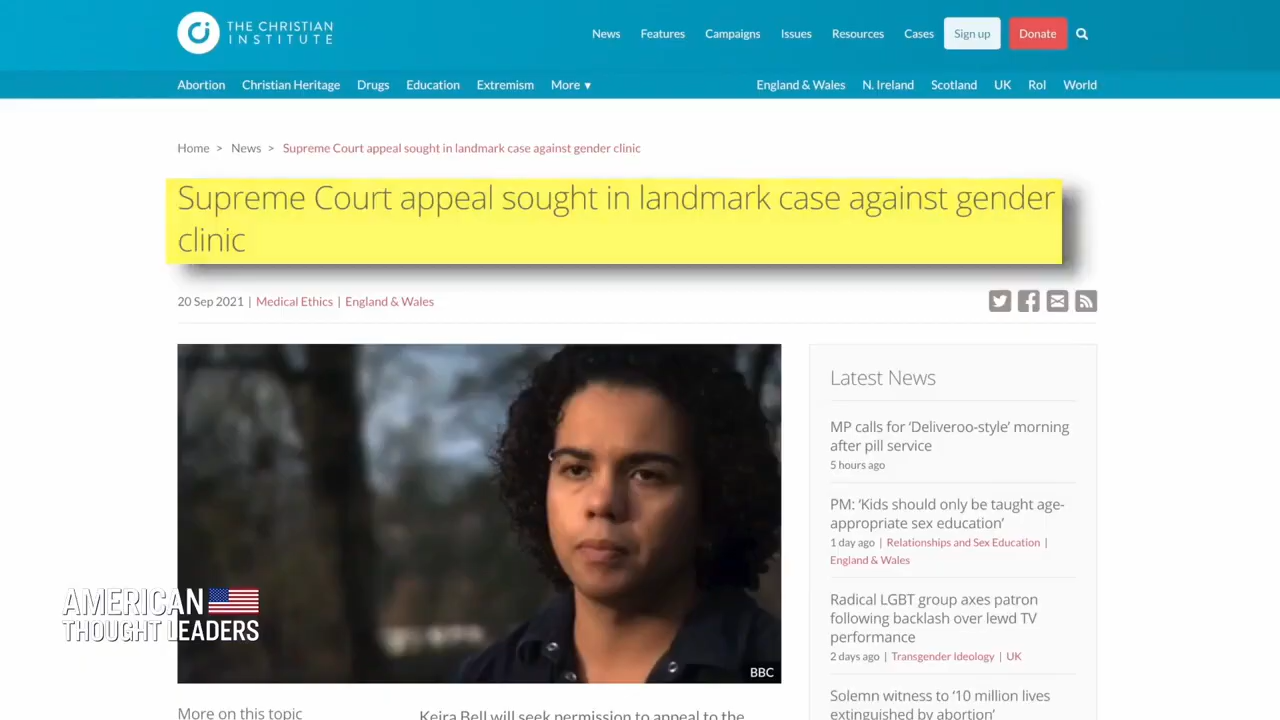 THE CHRISTIAN
INSTITUTE
News Features Campaigns Issues Resources Cases Sign up Donate
Abortion Christian Heritage Drugs Education Extremism More ▾ England & Wales N. Ireland Scotland UK RoI World
Home > News > Supreme Court appeal sought in landmark case against gender clinic
Supreme Court appeal sought in landmark case against gender
clinic
20 Sep 2021 | Medical Ethics | England & Wales
BBC
AMERICAN
THOUGHT LEADERS
More on this topic
Keira Bell will seek permission to appeal to the
Latest News
MP calls for ‘Deliveroo-style’ morning
after pill service
5 hours ago
PM: ‘Kids should only be taught age-
appropriate sex education’
1 day ago | Relationships and Sex Education |
England & Wales
Radical LGBT group axes patron
following backlash over lewd TV
performance
2 days ago | Transgender Ideology | UK
Solemn witness to ‘10 million lives
extinguished by abortion’